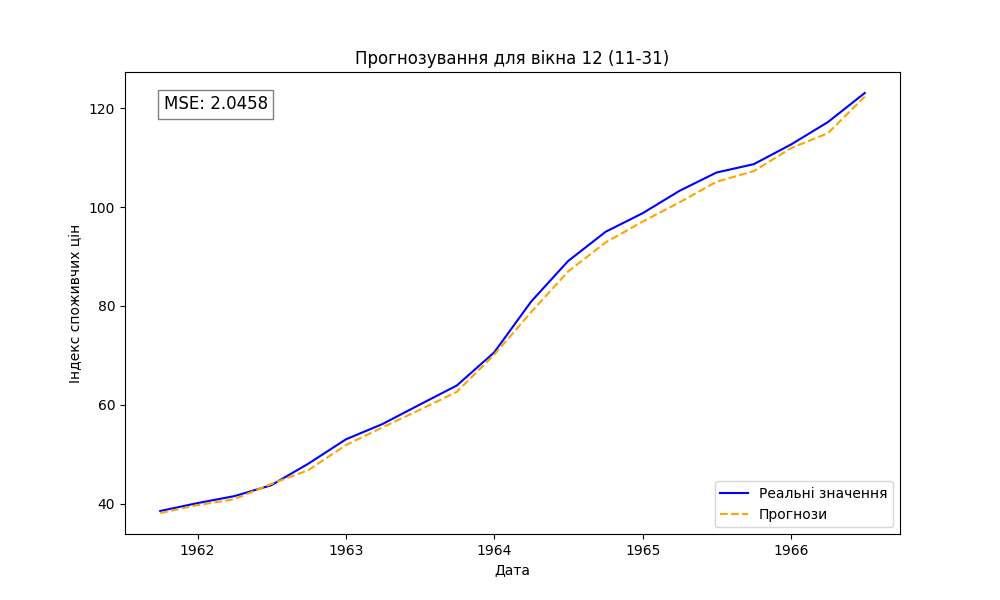 Прогнозування для вікна 12 (11-31)
MSE: 2.0458
120
100
80
60
40
Індекс споживчих цін
1962
1963
1964
1965
1966
Дата
Реальні значення
Прогнози